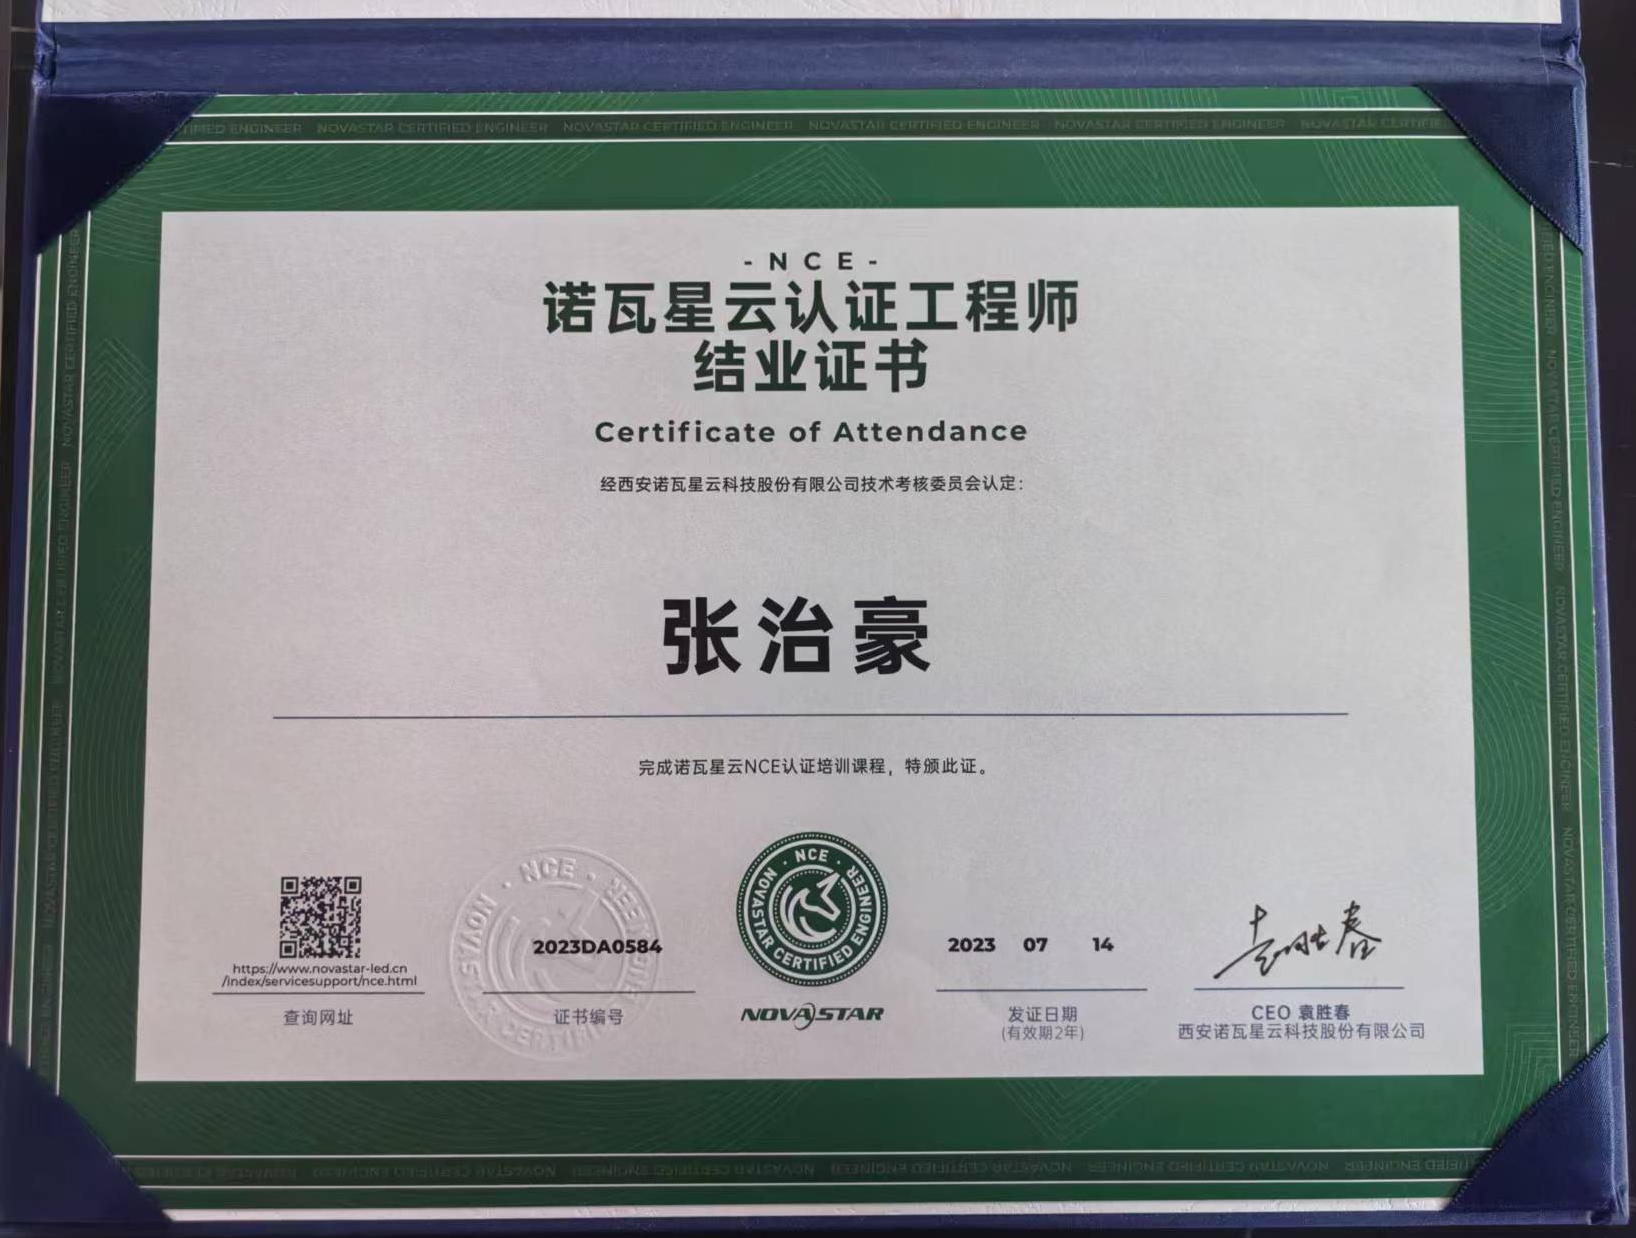 TIFIED ENGINEER NOVASTAR CERTIFIED ENGINEER NOVASTAR CERTIFIED ENGINEER NOVASTAR CERTIFIED ENGINEER NOVASTAR CERTIFIED ENGINEER NOVASTAR CERTIFIE
- NCE -
诺瓦星云认证工程师
结业证书
Certificate of Attendance
经西安诺瓦星云科技股份有限公司技术考核委员会认定：
张治豪
完成诺瓦星云NCE认证培训课程，特颁此证。
https://www.novastar-led.cn
/index/servicesupport/nce.html
查询网址
2023DA0584
证书编号
· NCE ·
NOVASTAR CERTIFIED ENGINEER
NOVASTAR
2023 07 14
发证日期
(有效期2年)
袁胜春
CEO 袁胜春
西安诺瓦星云科技股份有限公司